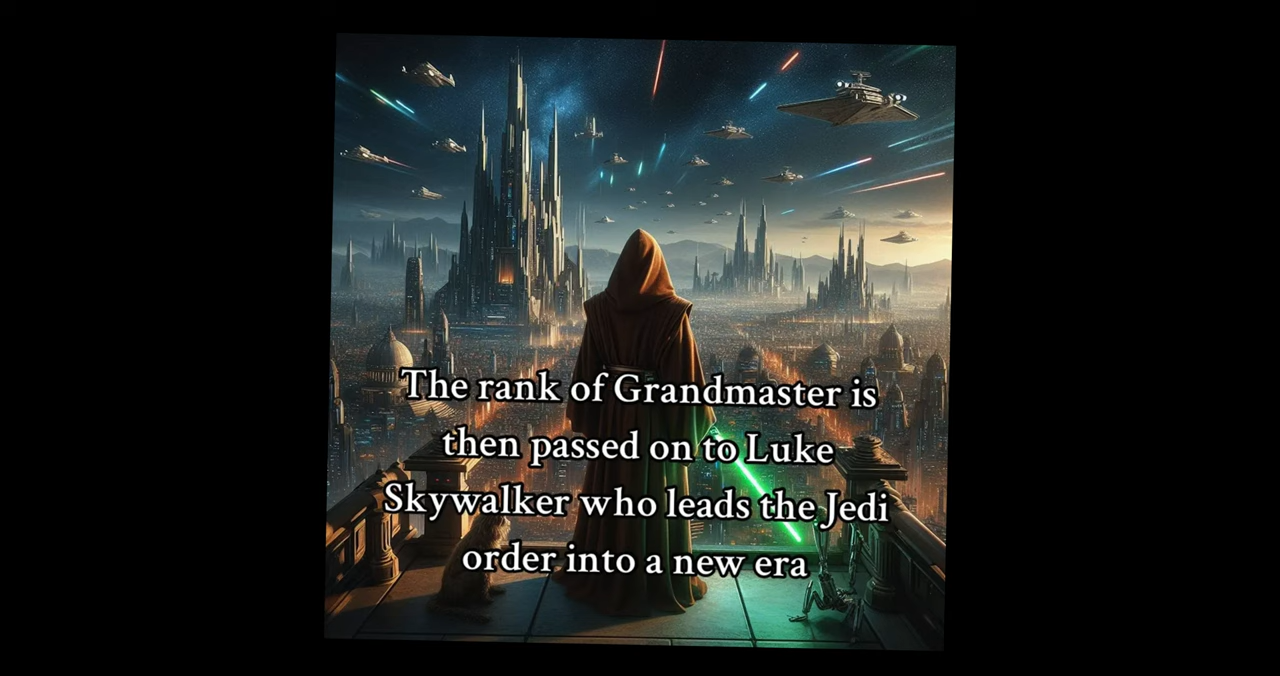 The rank of Grandmaster is
then passed on to Luke
Skywalker who leads the Jedi
order into a new era